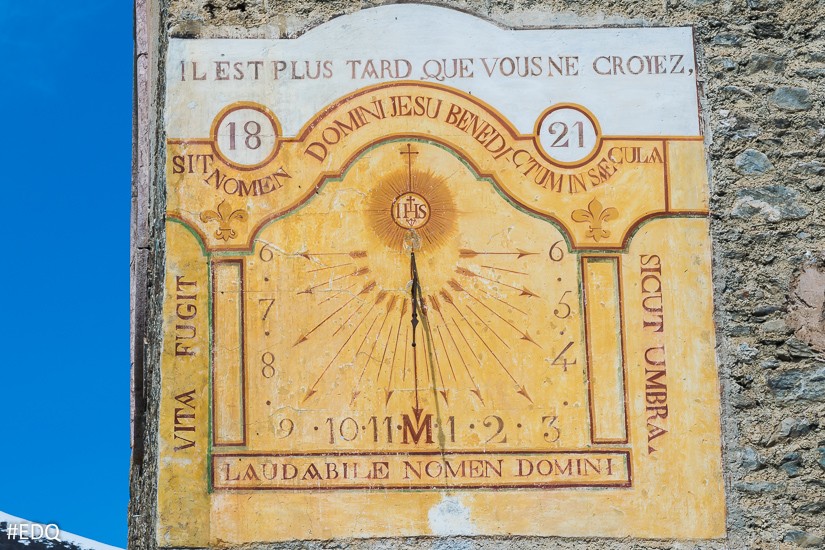 IL EST PLUS TARD QUE VOUS NE CROYEZ,
18 21
SIT NOMEN DOMINI JESU BENEDICTUM IN SÆCULA
IHS
VITA FUGIT
SICUT UMBRA.
6 6
7 5
8 4
9 · 10 · 11 · M · 1 · 2 · 3
LAUDABILE NOMEN DOMINI
#EDQ